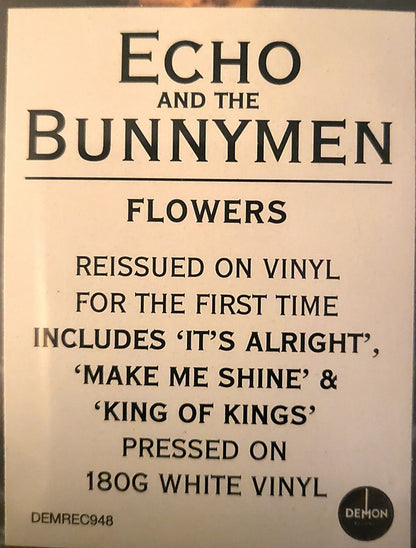 ECHO
AND THE
BUNNYMEN
FLOWERS
REISSUED ON VINYL
FOR THE FIRST TIME
INCLUDES ‘IT’S ALRIGHT’,
‘MAKE ME SHINE’ &
‘KING OF KINGS’
PRESSED ON
180G WHITE VINYL
DEMREC948
DEMON